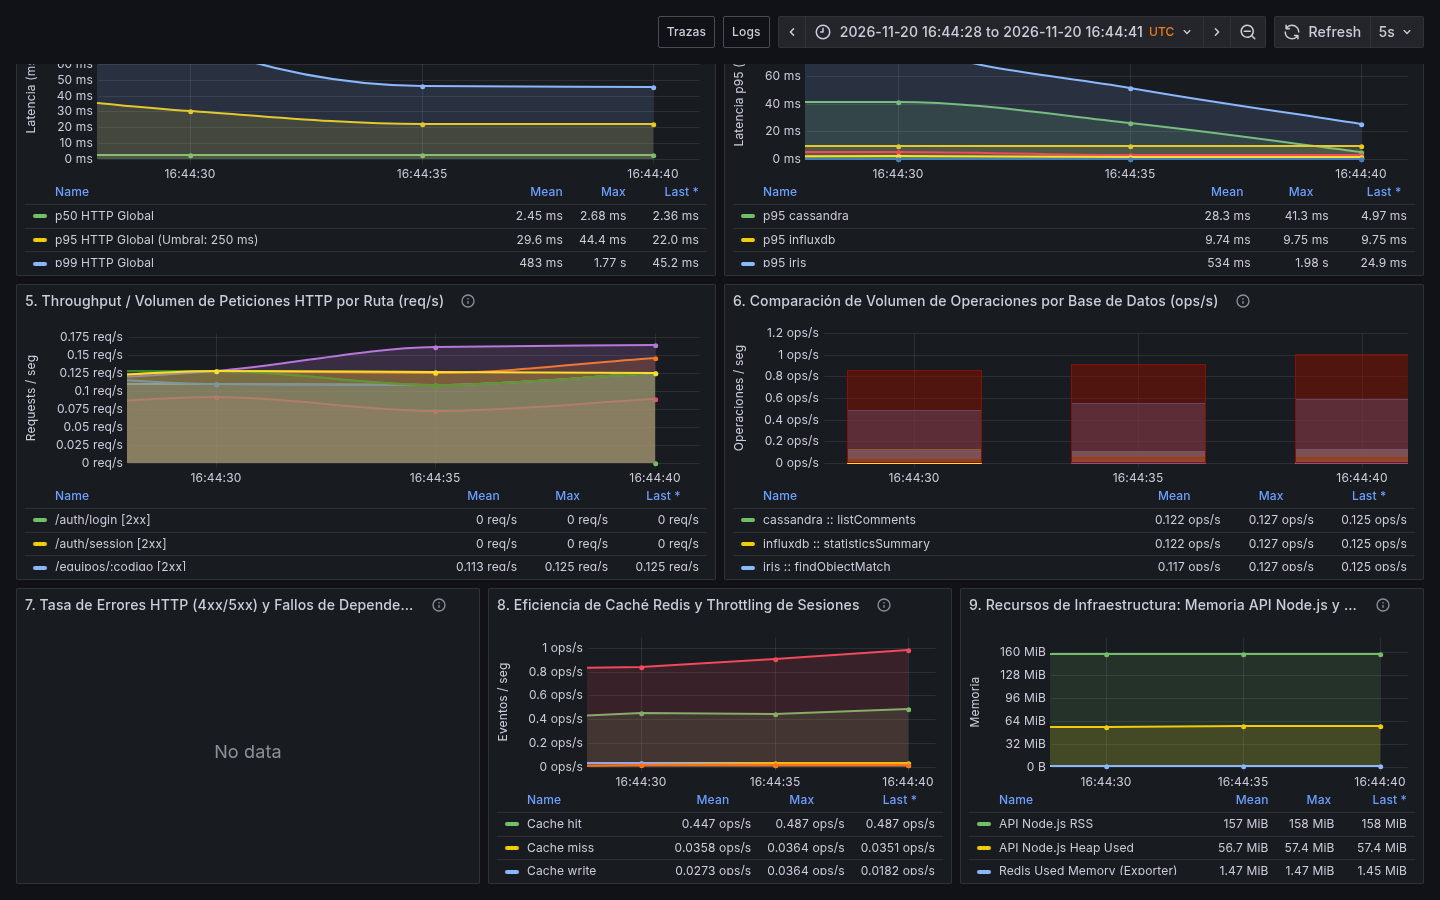 Trazas
Logs
2026-11-20 16:44:28 to 2026-11-20 16:44:41 UTC
Refresh
5s
Latencia (ms
60 ms
50 ms
40 ms
30 ms
20 ms
10 ms
0 ms
16:44:30
16:44:35
16:44:40
Name Mean Max Last *
p50 HTTP Global 2.45 ms 2.68 ms 2.36 ms
p95 HTTP Global (Umbral: 250 ms) 29.6 ms 44.4 ms 22.0 ms
p99 HTTP Global 483 ms 1.77 s 45.2 ms
Latencia p95 (
60 ms
40 ms
20 ms
0 ms
16:44:30
16:44:35
16:44:40
Name Mean Max Last *
p95 cassandra 28.3 ms 41.3 ms 4.97 ms
p95 influxdb 9.74 ms 9.75 ms 9.75 ms
p95 iris 534 ms 1.98 s 24.9 ms
5. Throughput / Volumen de Peticiones HTTP por Ruta (req/s)
Requests / seg
0.175 req/s
0.15 req/s
0.125 req/s
0.1 req/s
0.075 req/s
0.05 req/s
0.025 req/s
0 req/s
16:44:30
16:44:35
16:44:40
Name Mean Max Last *
/auth/login [2xx] 0 req/s 0 req/s 0 req/s
/auth/session [2xx] 0 req/s 0 req/s 0 req/s
/equipos/:codigo [2xx] 0.113 req/s 0.125 req/s 0.125 req/s
6. Comparación de Volumen de Operaciones por Base de Datos (ops/s)
Operaciones / seg
1.2 ops/s
1 ops/s
0.8 ops/s
0.6 ops/s
0.4 ops/s
0.2 ops/s
0 ops/s
16:44:30
16:44:35
16:44:40
Name Mean Max Last *
cassandra :: listComments 0.122 ops/s 0.127 ops/s 0.125 ops/s
influxdb :: statisticsSummary 0.122 ops/s 0.127 ops/s 0.125 ops/s
iris :: findObjectMatch 0.117 ops/s 0.127 ops/s 0.125 ops/s
7. Tasa de Errores HTTP (4xx/5xx) y Fallos de Depende...
No data
8. Eficiencia de Caché Redis y Throttling de Sesiones
Eventos / seg
1 ops/s
0.8 ops/s
0.6 ops/s
0.4 ops/s
0.2 ops/s
0 ops/s
16:44:30
16:44:35
16:44:40
Name Mean Max Last *
Cache hit 0.447 ops/s 0.487 ops/s 0.487 ops/s
Cache miss 0.0358 ops/s 0.0364 ops/s 0.0351 ops/s
Cache write 0.0273 ops/s 0.0364 ops/s 0.0182 ops/s
9. Recursos de Infraestructura: Memoria API Node.js y ...
Memoria
160 MiB
128 MiB
96 MiB
64 MiB
32 MiB
0 B
16:44:30
16:44:35
16:44:40
Name Mean Max Last *
API Node.js RSS 157 MiB 158 MiB 158 MiB
API Node.js Heap Used 56.7 MiB 57.4 MiB 57.4 MiB
Redis Used Memory (Exporter) 1.47 MiB 1.47 MiB 1.45 MiB